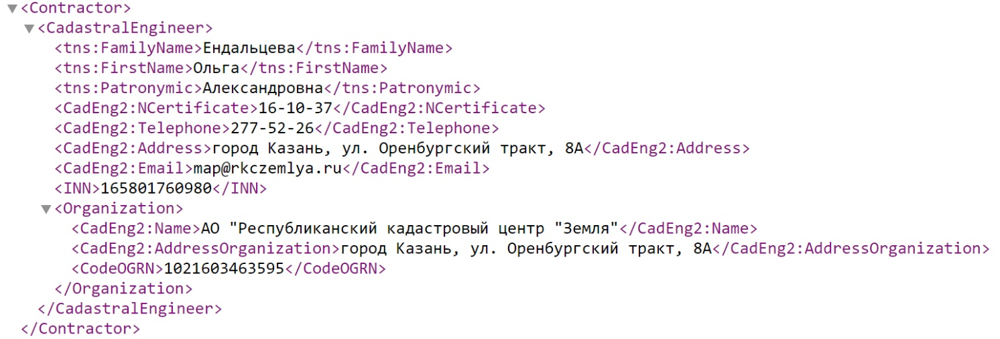 <Contractor>
<CadastralEngineer>
<tns:FamilyName>Ендальцева</tns:FamilyName>
<tns:FirstName>Ольга</tns:FirstName>
<tns:Patronymic>Александровна</tns:Patronymic>
<CadEng2:NCertificate>16-10-37</CadEng2:NCertificate>
<CadEng2:Telephone>277-52-26</CadEng2:Telephone>
<CadEng2:Address>город Казань, ул. Оренбургский тракт, 8А</CadEng2:Address>
<CadEng2:Email>map@rkczemlya.ru</CadEng2:Email>
<INN>165801760980</INN>
<Organization>
<CadEng2:Name>АО "Республиканский кадастровый центр "Земля"</CadEng2:Name>
<CadEng2:AddressOrganization>город Казань, ул. Оренбургский тракт, 8А</CadEng2:AddressOrganization>
<CodeOGRN>1021603463595</CodeOGRN>
</Organization>
</CadastralEngineer>
</Contractor>